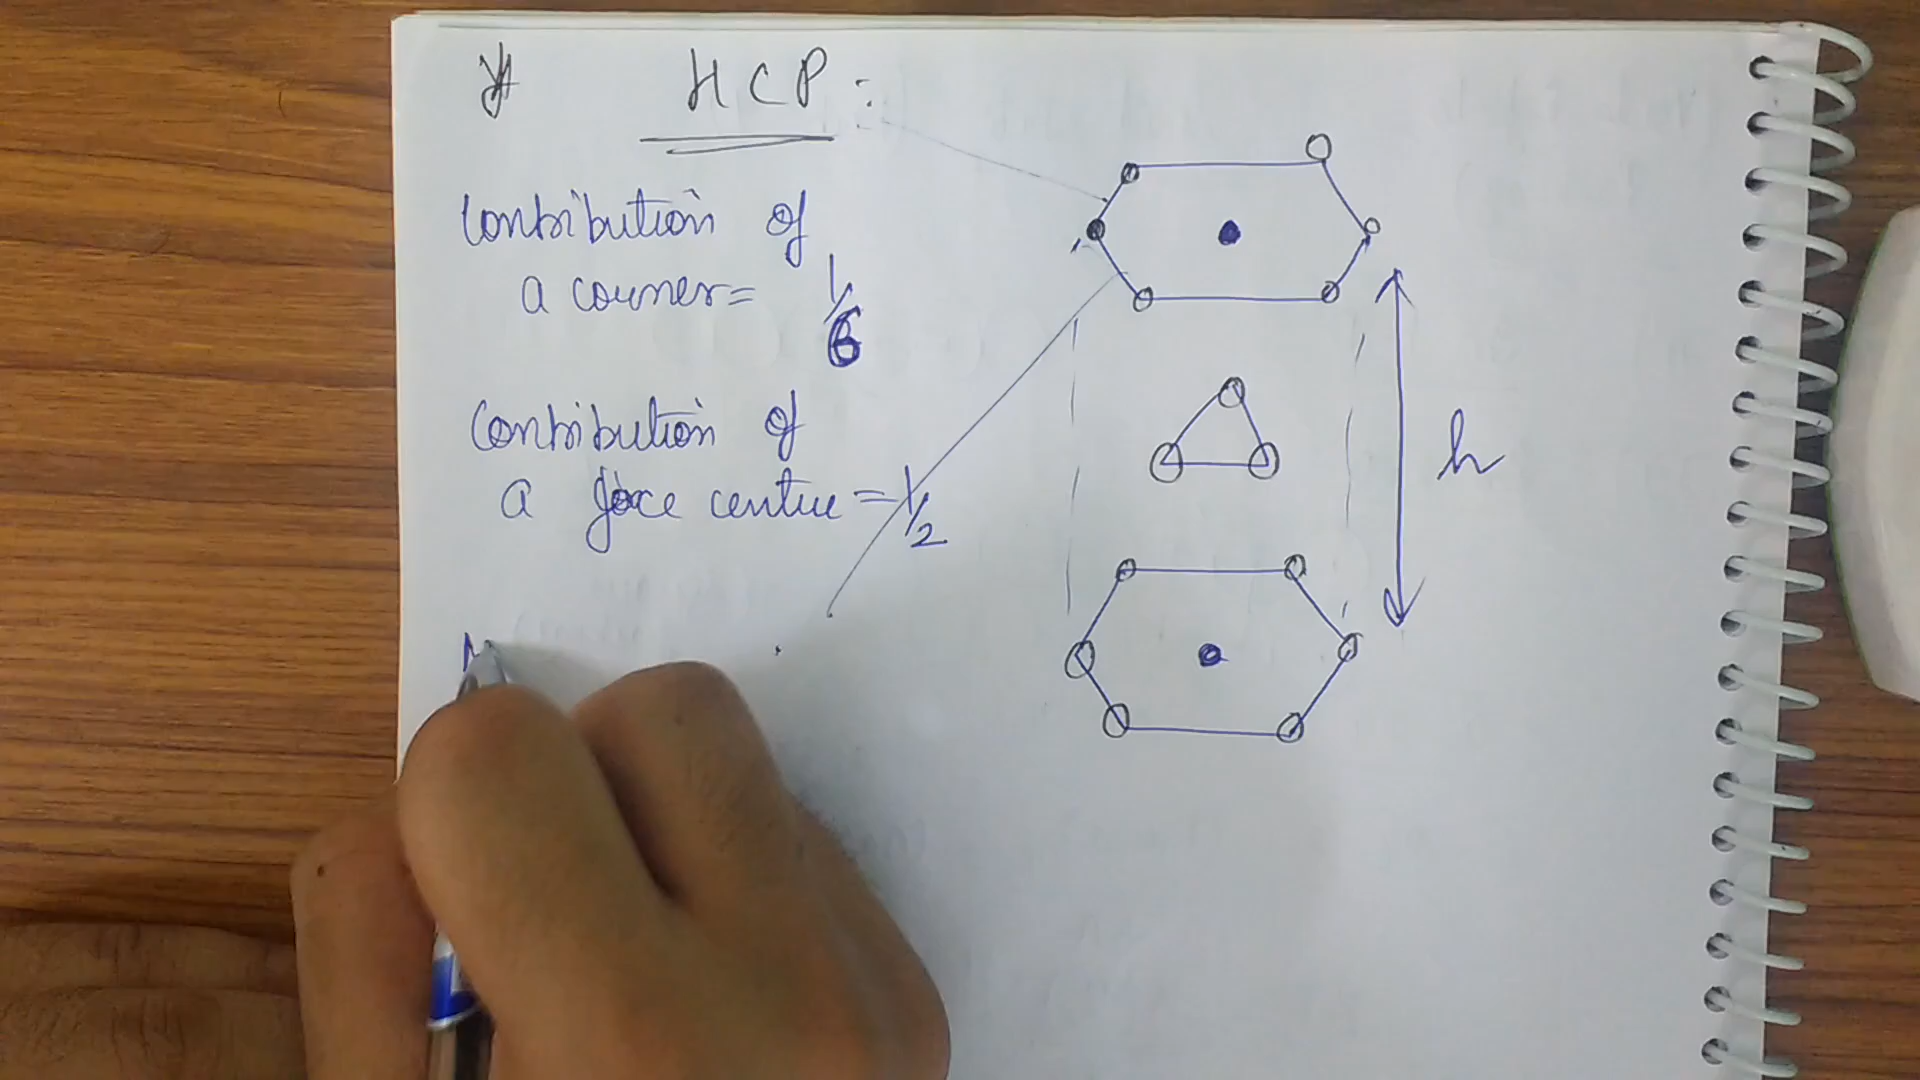 HCP:
Contribution of
a corner = 1/6
Contribution of
a face centre = 1/2
h
N